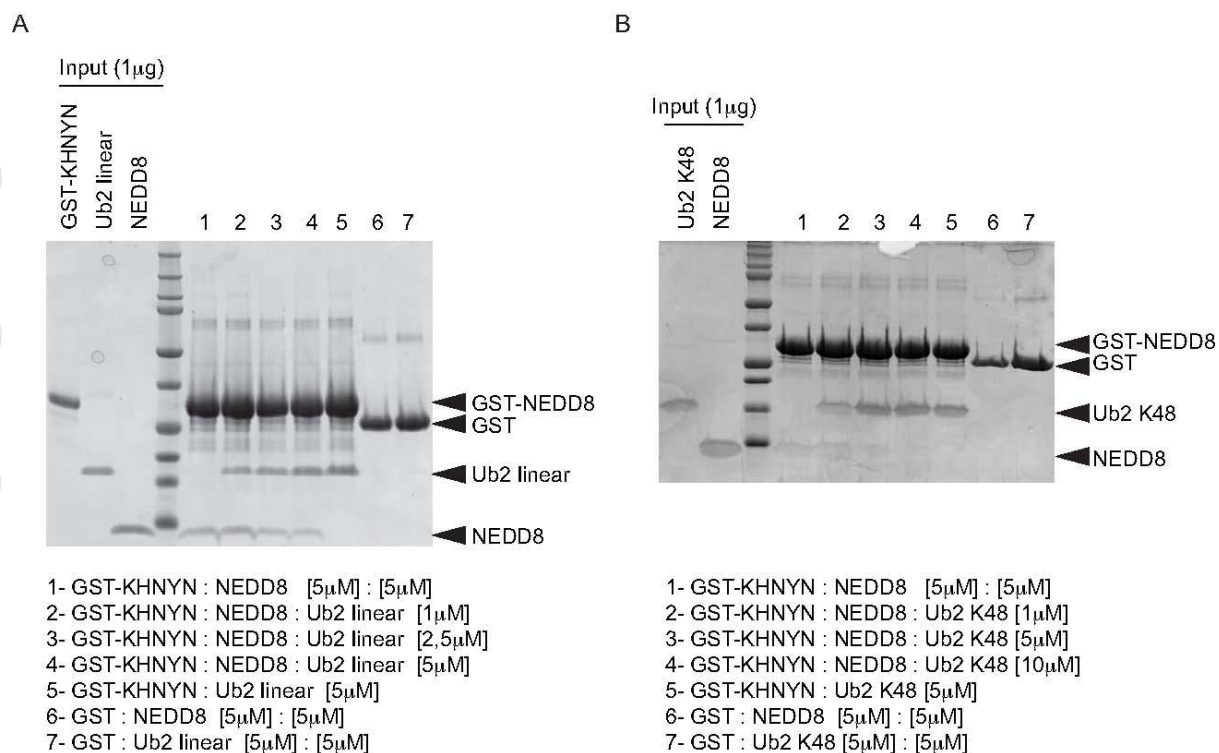 A
Input (1μg)
GST-KHNYN
Ub2 linear
NEDD8
1 2 3 4 5 6 7
GST-NEDD8
GST
Ub2 linear
NEDD8
1- GST-KHNYN : NEDD8 [5μM] : [5μM]
2- GST-KHNYN : NEDD8 : Ub2 linear [1μM]
3- GST-KHNYN : NEDD8 : Ub2 linear [2,5μM]
4- GST-KHNYN : NEDD8 : Ub2 linear [5μM]
5- GST-KHNYN : Ub2 linear [5μM]
6- GST : NEDD8 [5μM] : [5μM]
7- GST : Ub2 linear [5μM] : [5μM]
B
Input (1μg)
Ub2 K48
NEDD8
1 2 3 4 5 6 7
GST-NEDD8
GST
Ub2 K48
NEDD8
1- GST-KHNYN : NEDD8 [5μM] : [5μM]
2- GST-KHNYN : NEDD8 : Ub2 K48 [1μM]
3- GST-KHNYN : NEDD8 : Ub2 K48 [5μM]
4- GST-KHNYN : NEDD8 : Ub2 K48 [10μM]
5- GST-KHNYN : Ub2 K48 [5μM]
6- GST : NEDD8 [5μM] : [5μM]
7- GST : Ub2 K48 [5μM] : [5μM]